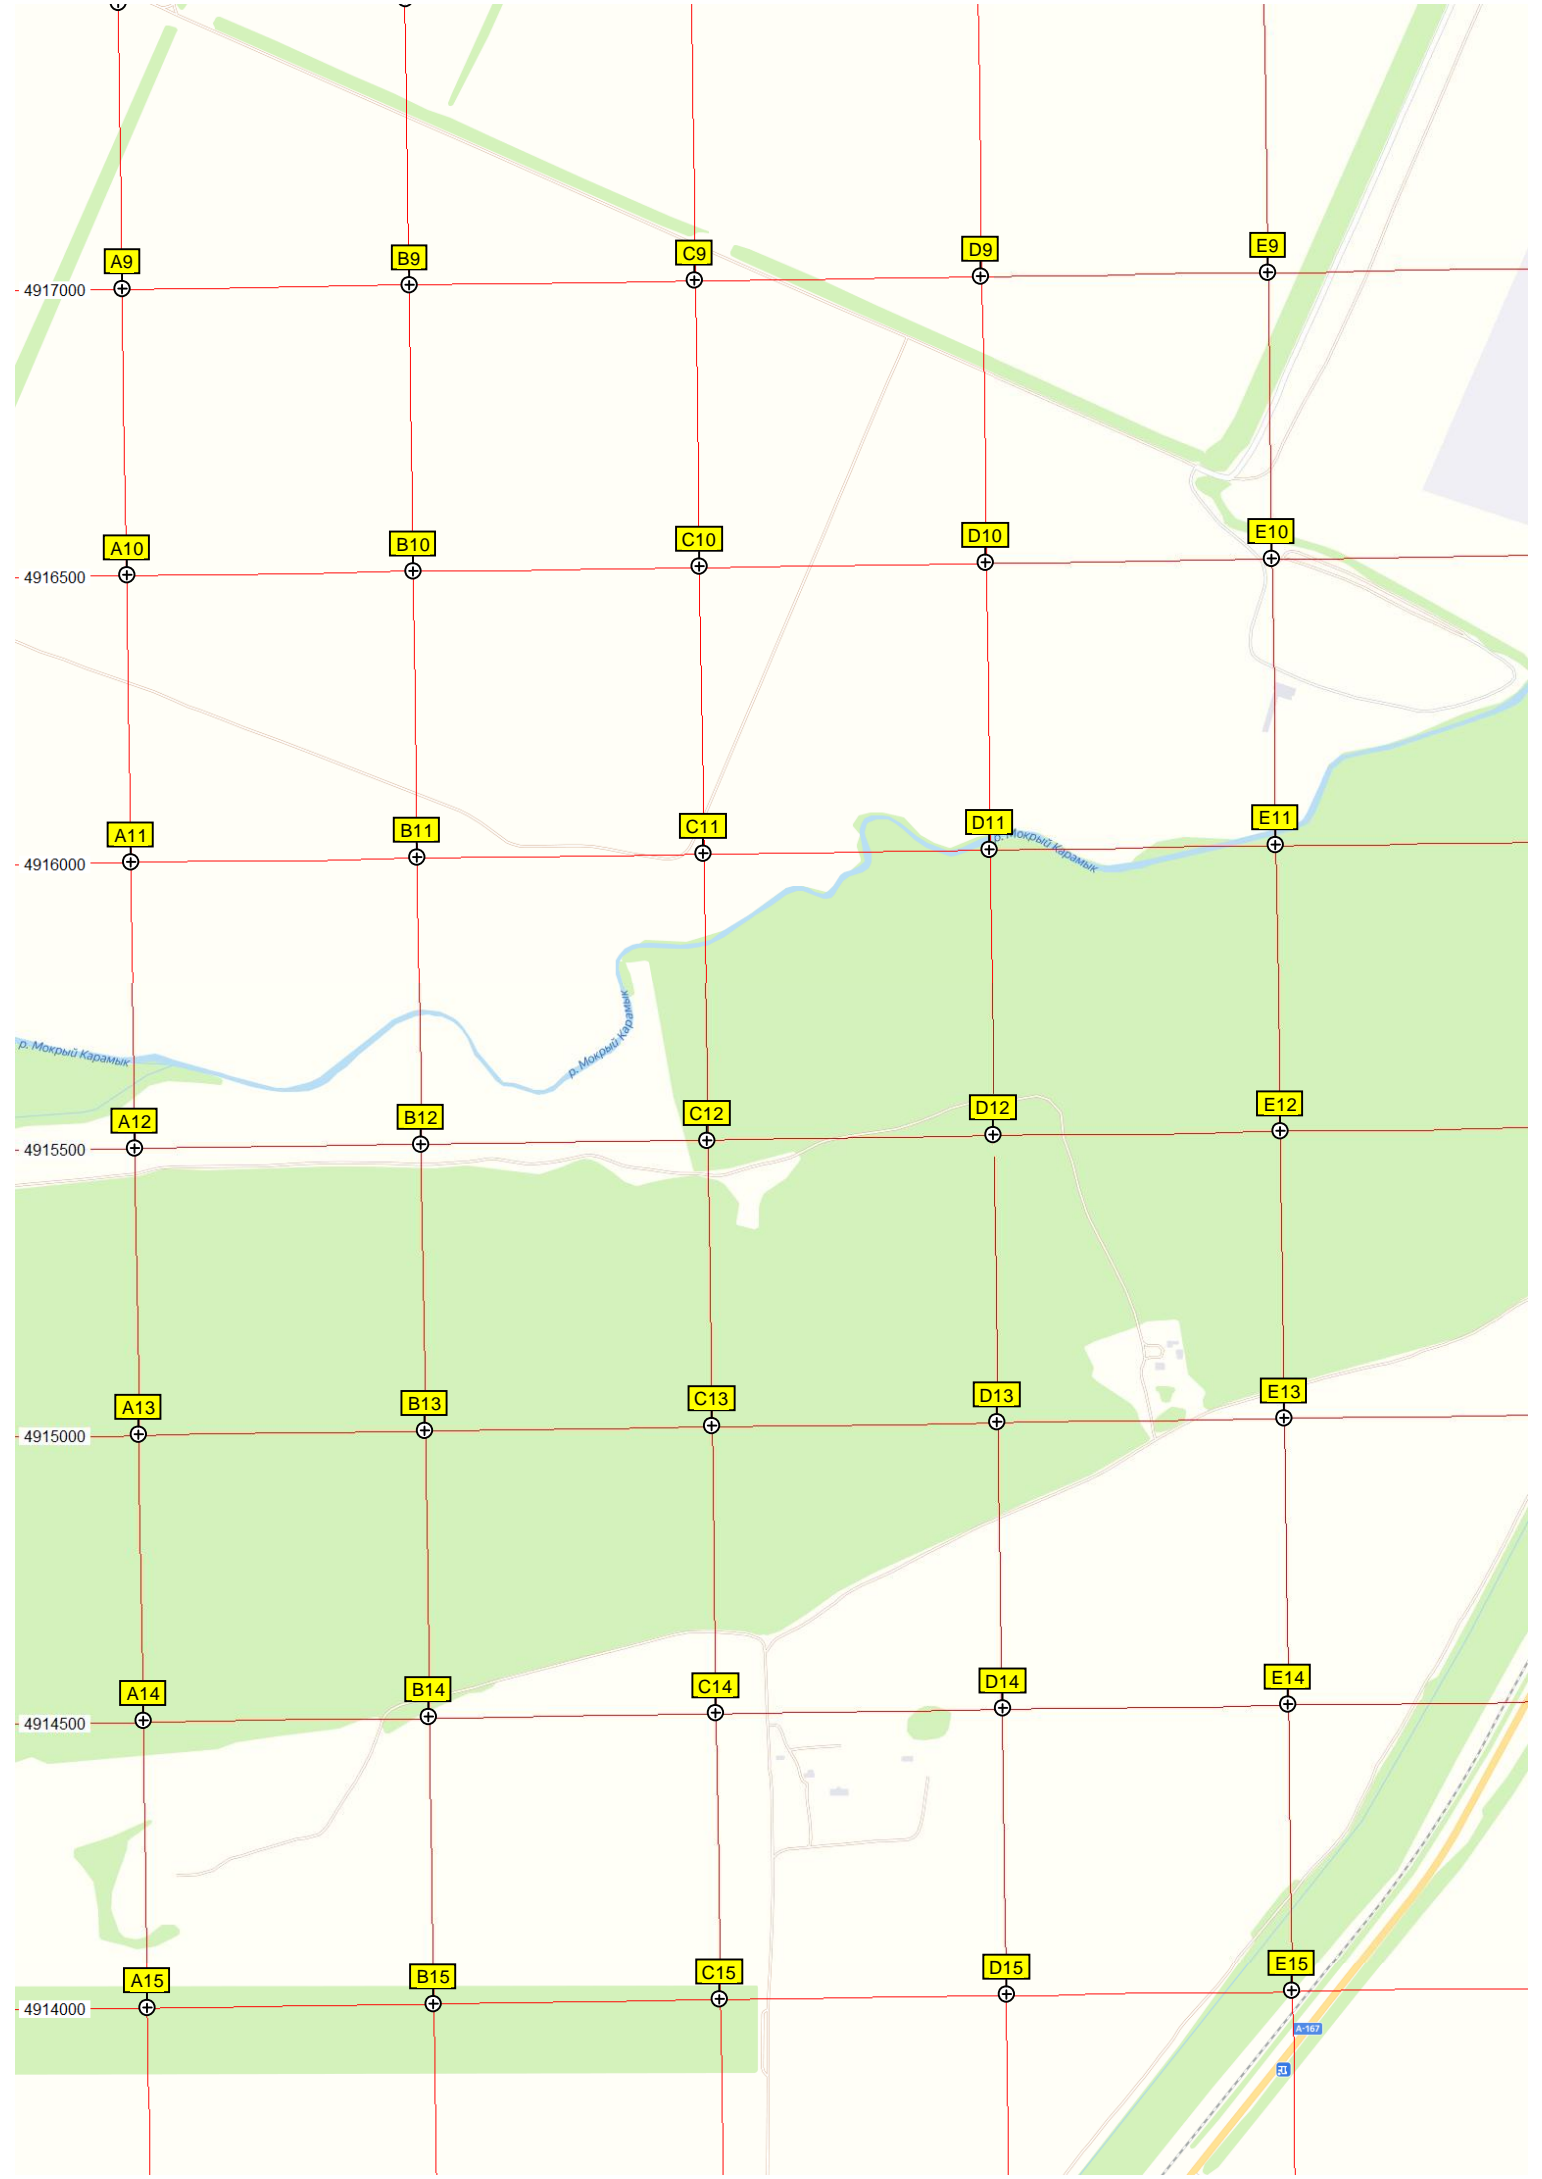 A9
B9
C9
D9
E9
4917000
A10
B10
C10
D10
E10
4916500
A11
B11
C11
D11
E11
р. Мокрый Карамык
4916000
р. Мокрый Карамык
р. Мокрый Карамык
A12
B12
C12
D12
E12
4915500
A13
B13
C13
D13
E13
4915000
A14
B14
C14
D14
E14
4914500
A15
B15
C15
D15
E15
4914000
А-167